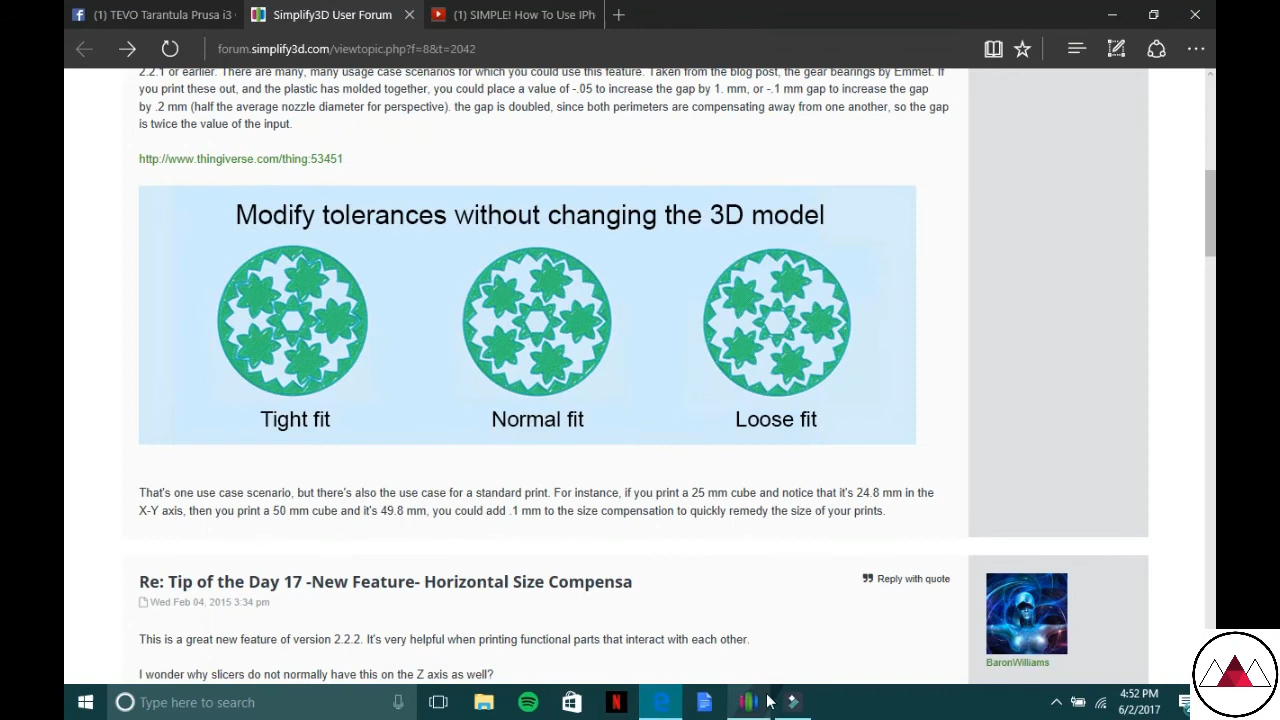 (1) TEVO Tarantula Prusa i3
Simplify3D User Forum
(1) SIMPLE! How To Use IPh
forum.simplify3d.com/viewtopic.php?f=8&t=2042
2.2.1 or earlier. There are many, many usage case scenarios for which you could use this feature. Taken from the blog post, the gear bearings by Emmet. If
you print these out, and the plastic has molded together, you could place a value of -.05 to increase the gap by 1. mm, or -.1 mm gap to increase the gap
by .2 mm (half the average nozzle diameter for perspective). the gap is doubled, since both perimeters are compensating away from one another, so the gap
is twice the value of the input.
http://www.thingiverse.com/thing:53451
Modify tolerances without changing the 3D model
Tight fit
Normal fit
Loose fit
That's one use case scenario, but there's also the use case for a standard print. For instance, if you print a 25 mm cube and notice that it's 24.8 mm in the
X-Y axis, then you print a 50 mm cube and it's 49.8 mm, you could add .1 mm to the size compensation to quickly remedy the size of your prints.
Re: Tip of the Day 17 -New Feature- Horizontal Size Compensa
Reply with quote
Wed Feb 04, 2015 3:34 pm
This is a great new feature of version 2.2.2. It's very helpful when printing functional parts that interact with each other.
BaronWilliams
I wonder why slicers do not normally have this on the Z axis as well?
Type here to search
4:52 PM
6/2/2017